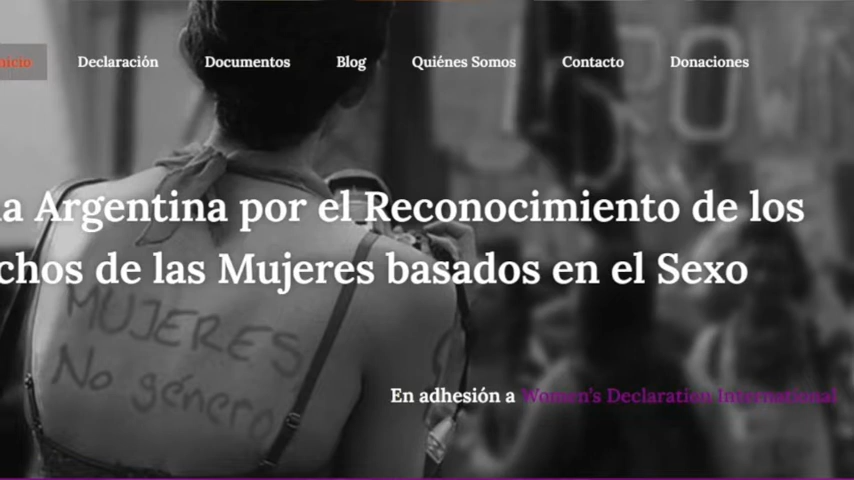 nicio Declaración Documentos Blog Quiénes Somos Contacto Donaciones
a Argentina por el Reconocimiento de los
chos de las Mujeres basados en el Sexo
MUJERES
No género
En adhesión a Women's Declaration International